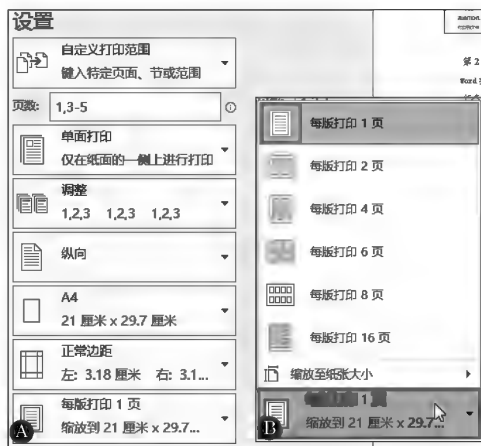 设置
自定义打印范围
键入特定页面、节或范围
页数: 1,3-5
单面打印
仅在纸面的一侧上进行打印
调整
1,2,3 1,2,3 1,2,3
纵向
A4
21 厘米 x 29.7 厘米
正常边距
左: 3.18 厘米 右: 3.1...
每版打印 1 页
缩放到 21 厘米 x 29.7...
A
第 2
Word
每版打印 1 页
每版打印 2 页
每版打印 4 页
每版打印 6 页
每版打印 8 页
每版打印 16 页
缩放至纸张大小
每版打印 1 页
缩放到 21 厘米 x 29.7...
B